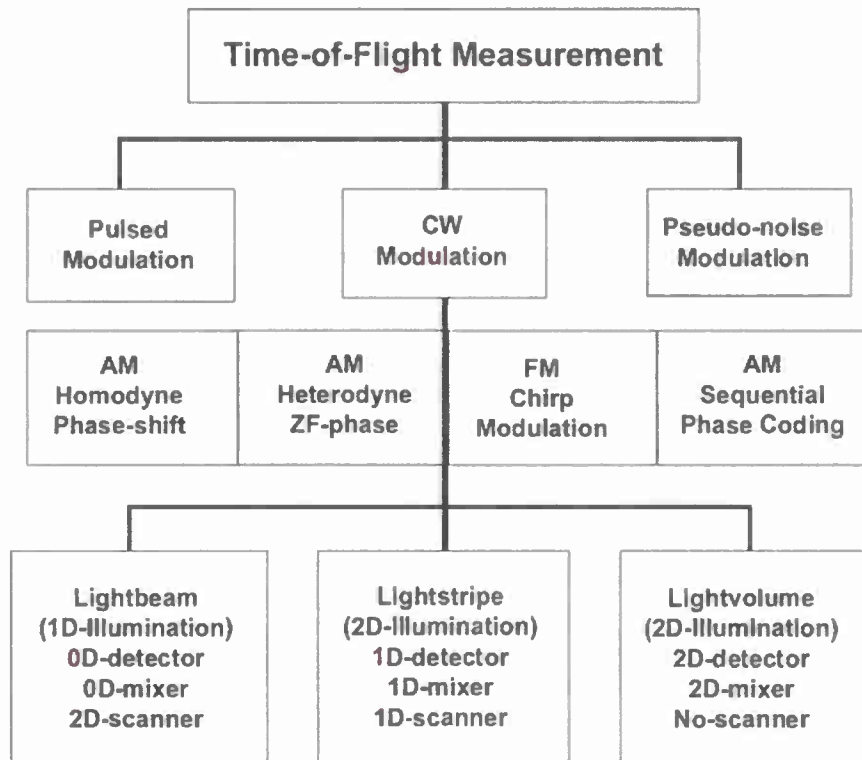 Time-of-Flight Measurement
Pulsed
Modulation
CW
Modulation
Pseudo-noise
Modulation
AM
Homodyne
Phase-shift
AM
Heterodyne
ZF-phase
FM
Chirp
Modulation
AM
Sequential
Phase Coding
Lightbeam
(1D-Illumination)
0D-detector
0D-mixer
2D-scanner
Lightstripe
(2D-Illumination)
1D-detector
1D-mixer
1D-scanner
Lightvolume
(2D-Illumination)
2D-detector
2D-mixer
No-scanner